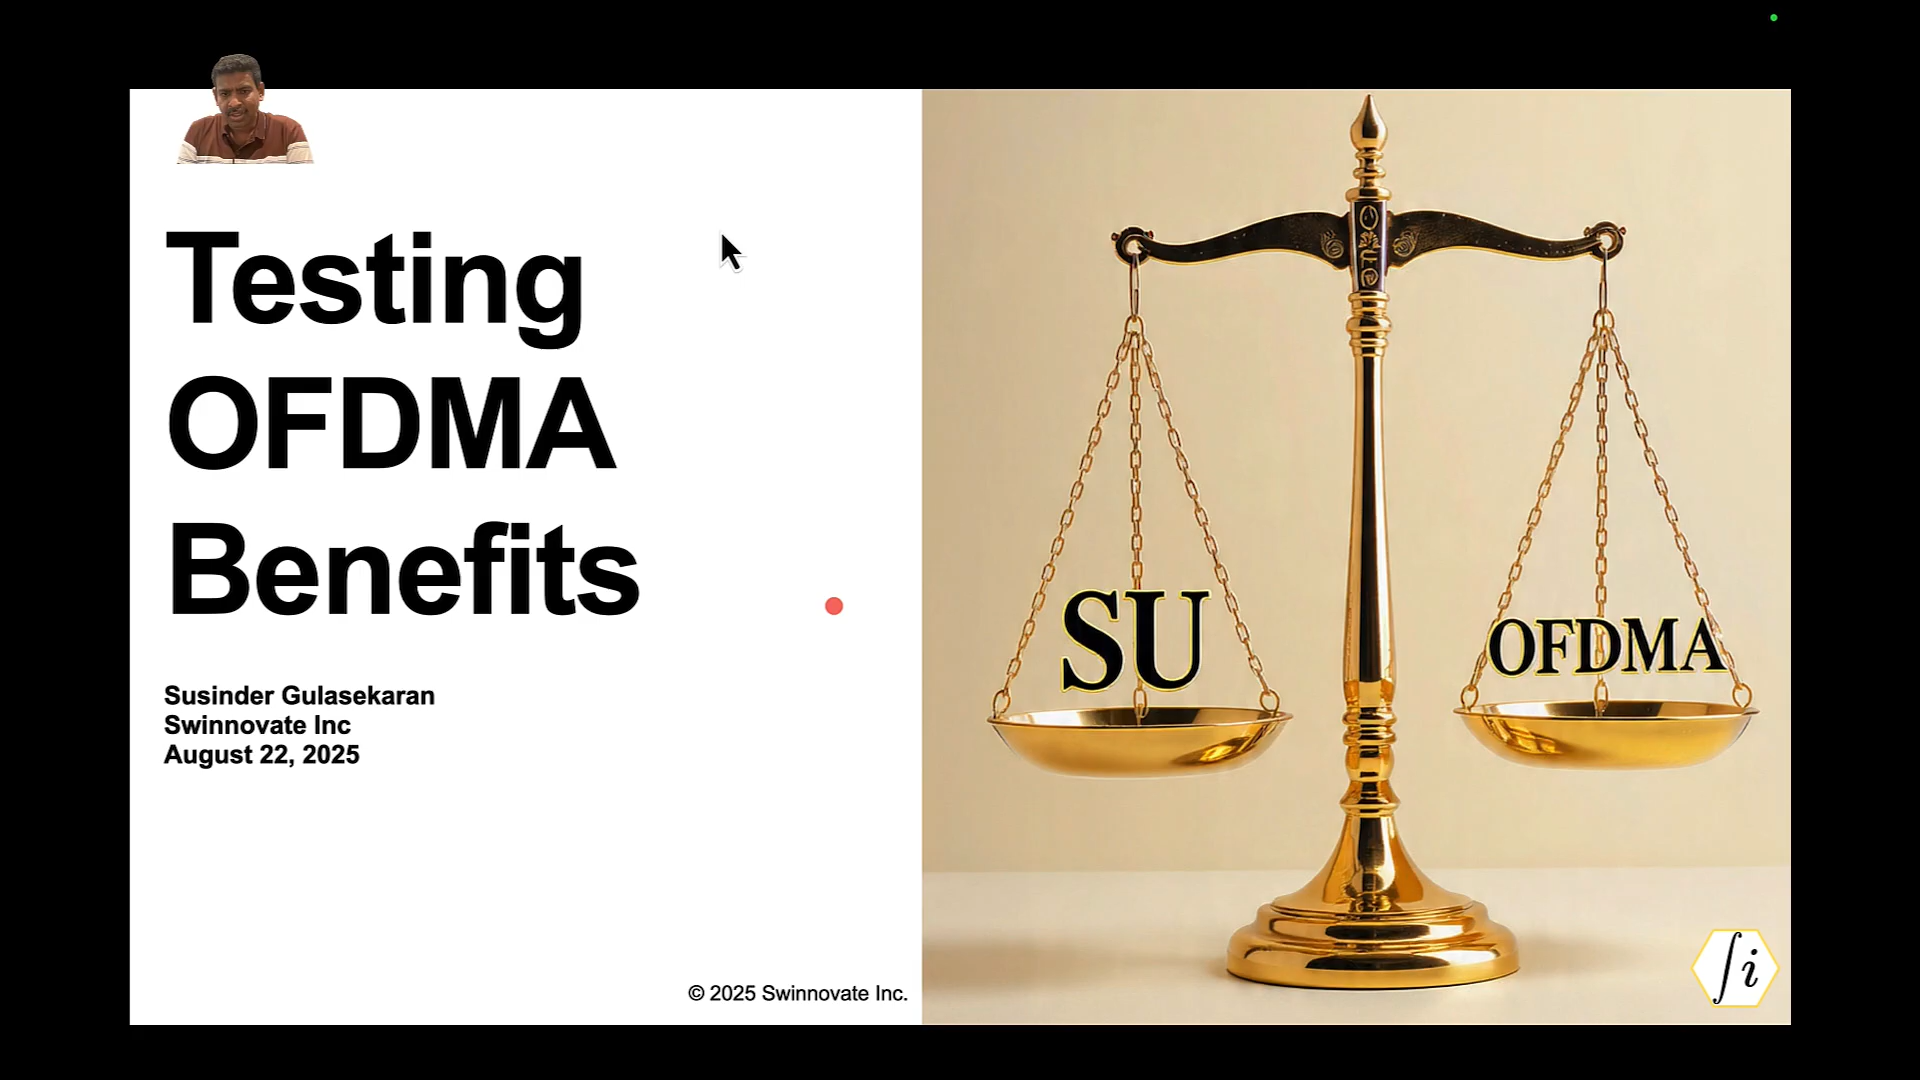 Testing
OFDMA
Benefits
Susinder Gulasekaran
Swinnovate Inc
August 22, 2025
© 2025 Swinnovate Inc.
SU
OFDMA
∫i